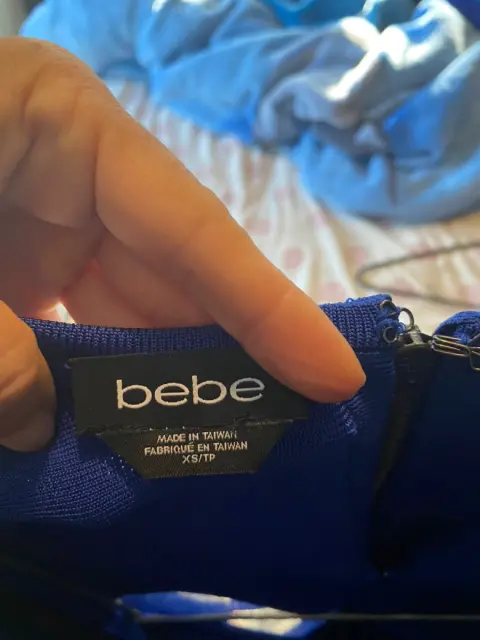 bebe
MADE IN TAIWAN
FABRIQUÉ EN TAIWAN
XS/TP